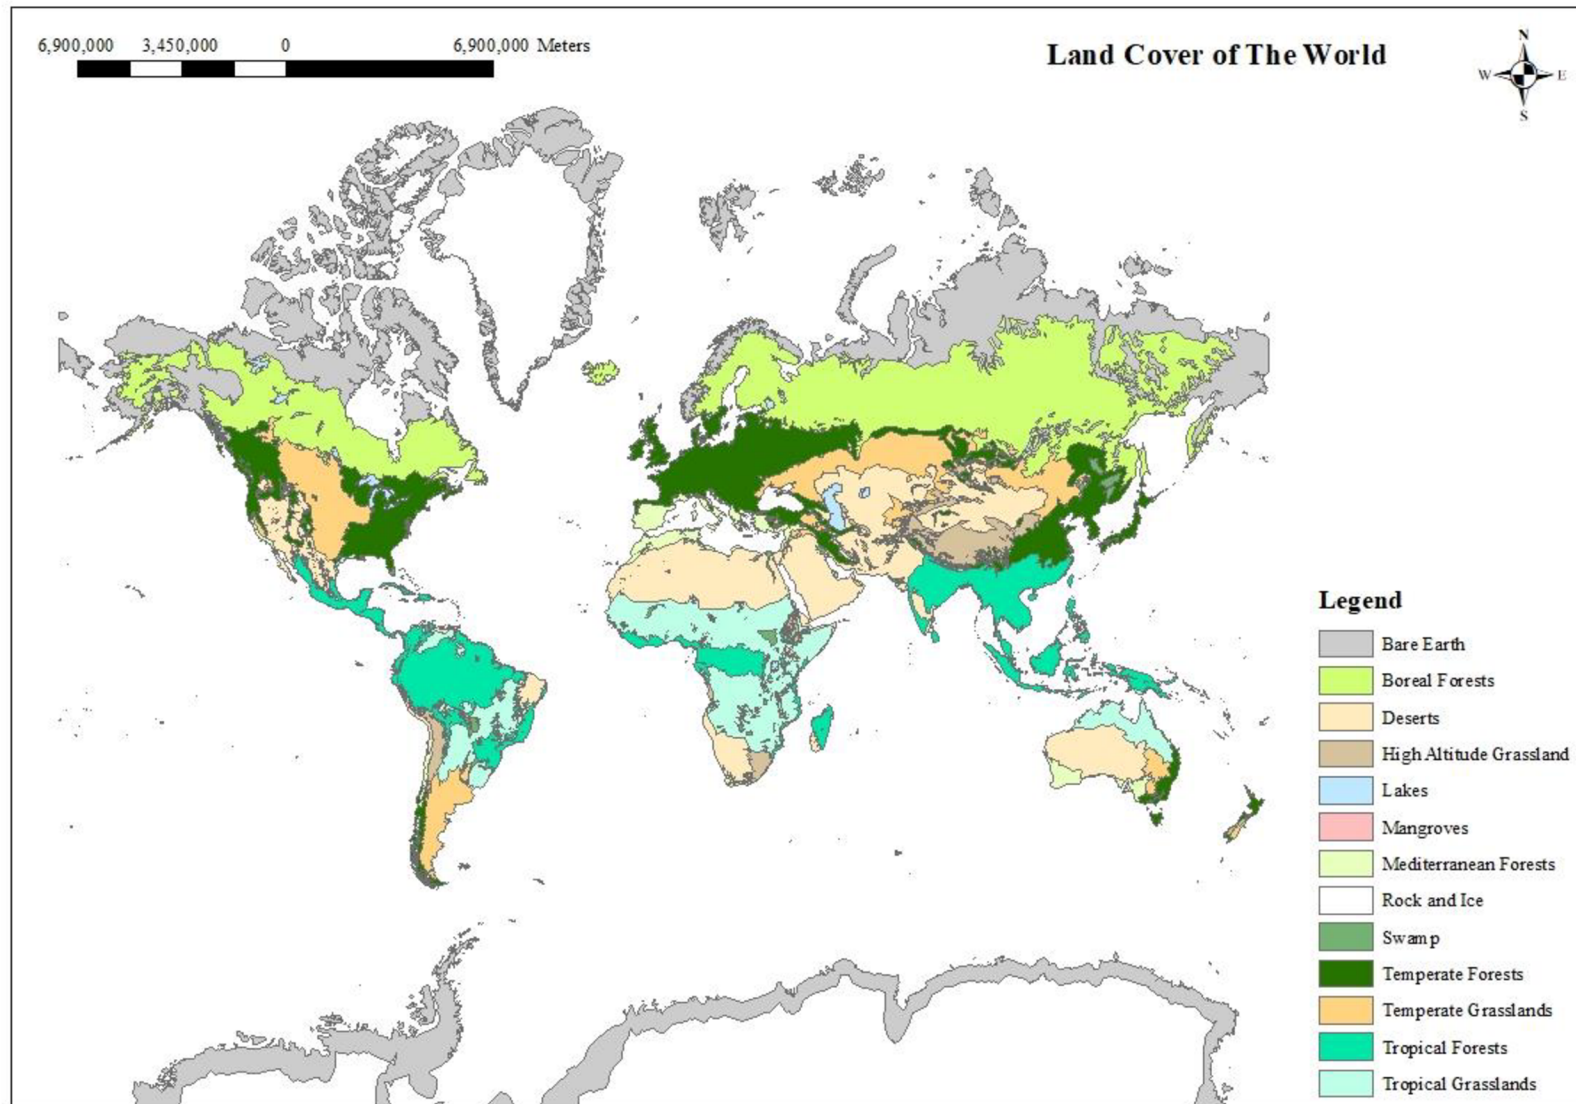 6,900,000 3,450,000 0 6,900,000 Meters
Land Cover of The World
N
W E
S
Legend
Bare Earth
Boreal Forests
Deserts
High Altitude Grassland
Lakes
Mangroves
Mediterranean Forests
Rock and Ice
Swamp
Temperate Forests
Temperate Grasslands
Tropical Forests
Tropical Grasslands